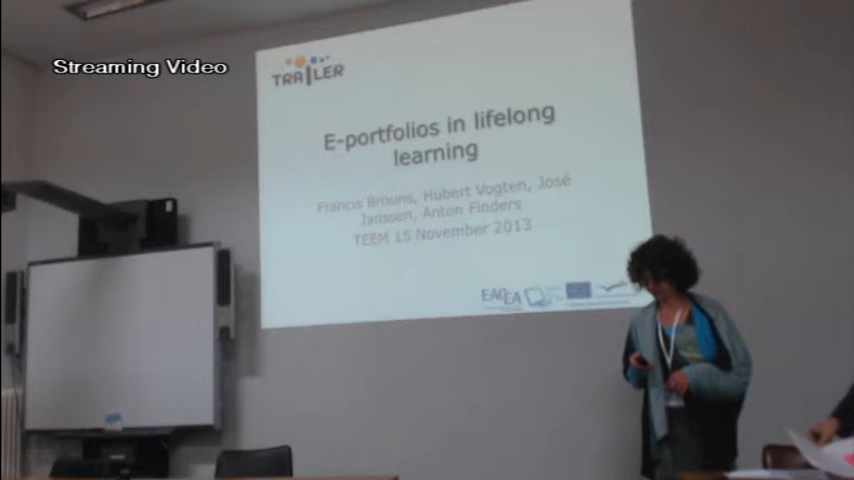 Streaming Video
TRAILER
E-portfolios in lifelong
learning
Francis Brouns, Hubert Vogten, José
Janssen, Anton Finders
TEEM 15 November 2013
EACEA